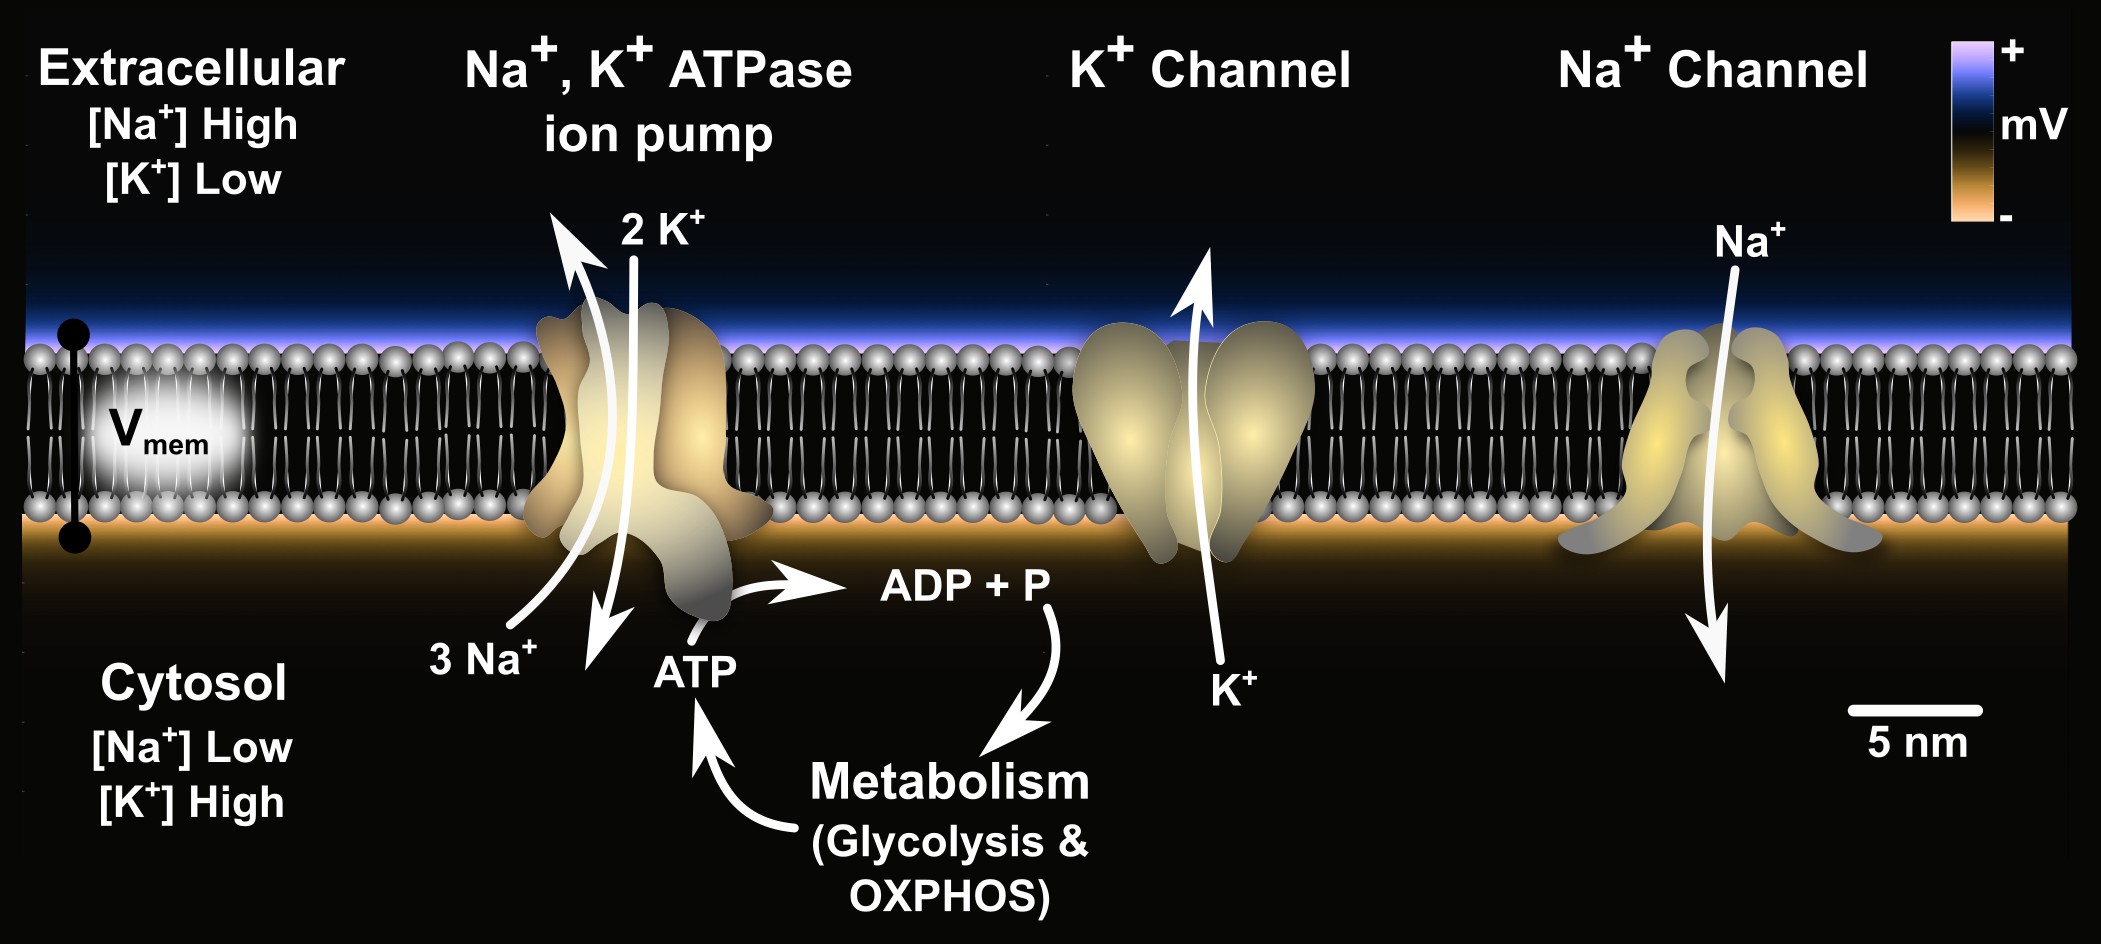 Extracellular
[Na⁺] High
[K⁺] Low
Na⁺, K⁺ ATPase
ion pump
K⁺ Channel
Na⁺ Channel
+
mV
-
2 K⁺
Na⁺
Vmem
3 Na⁺
ATP
ADP + P
K⁺
Cytosol
[Na⁺] Low
[K⁺] High
Metabolism
(Glycolysis &
OXPHOS)
5 nm